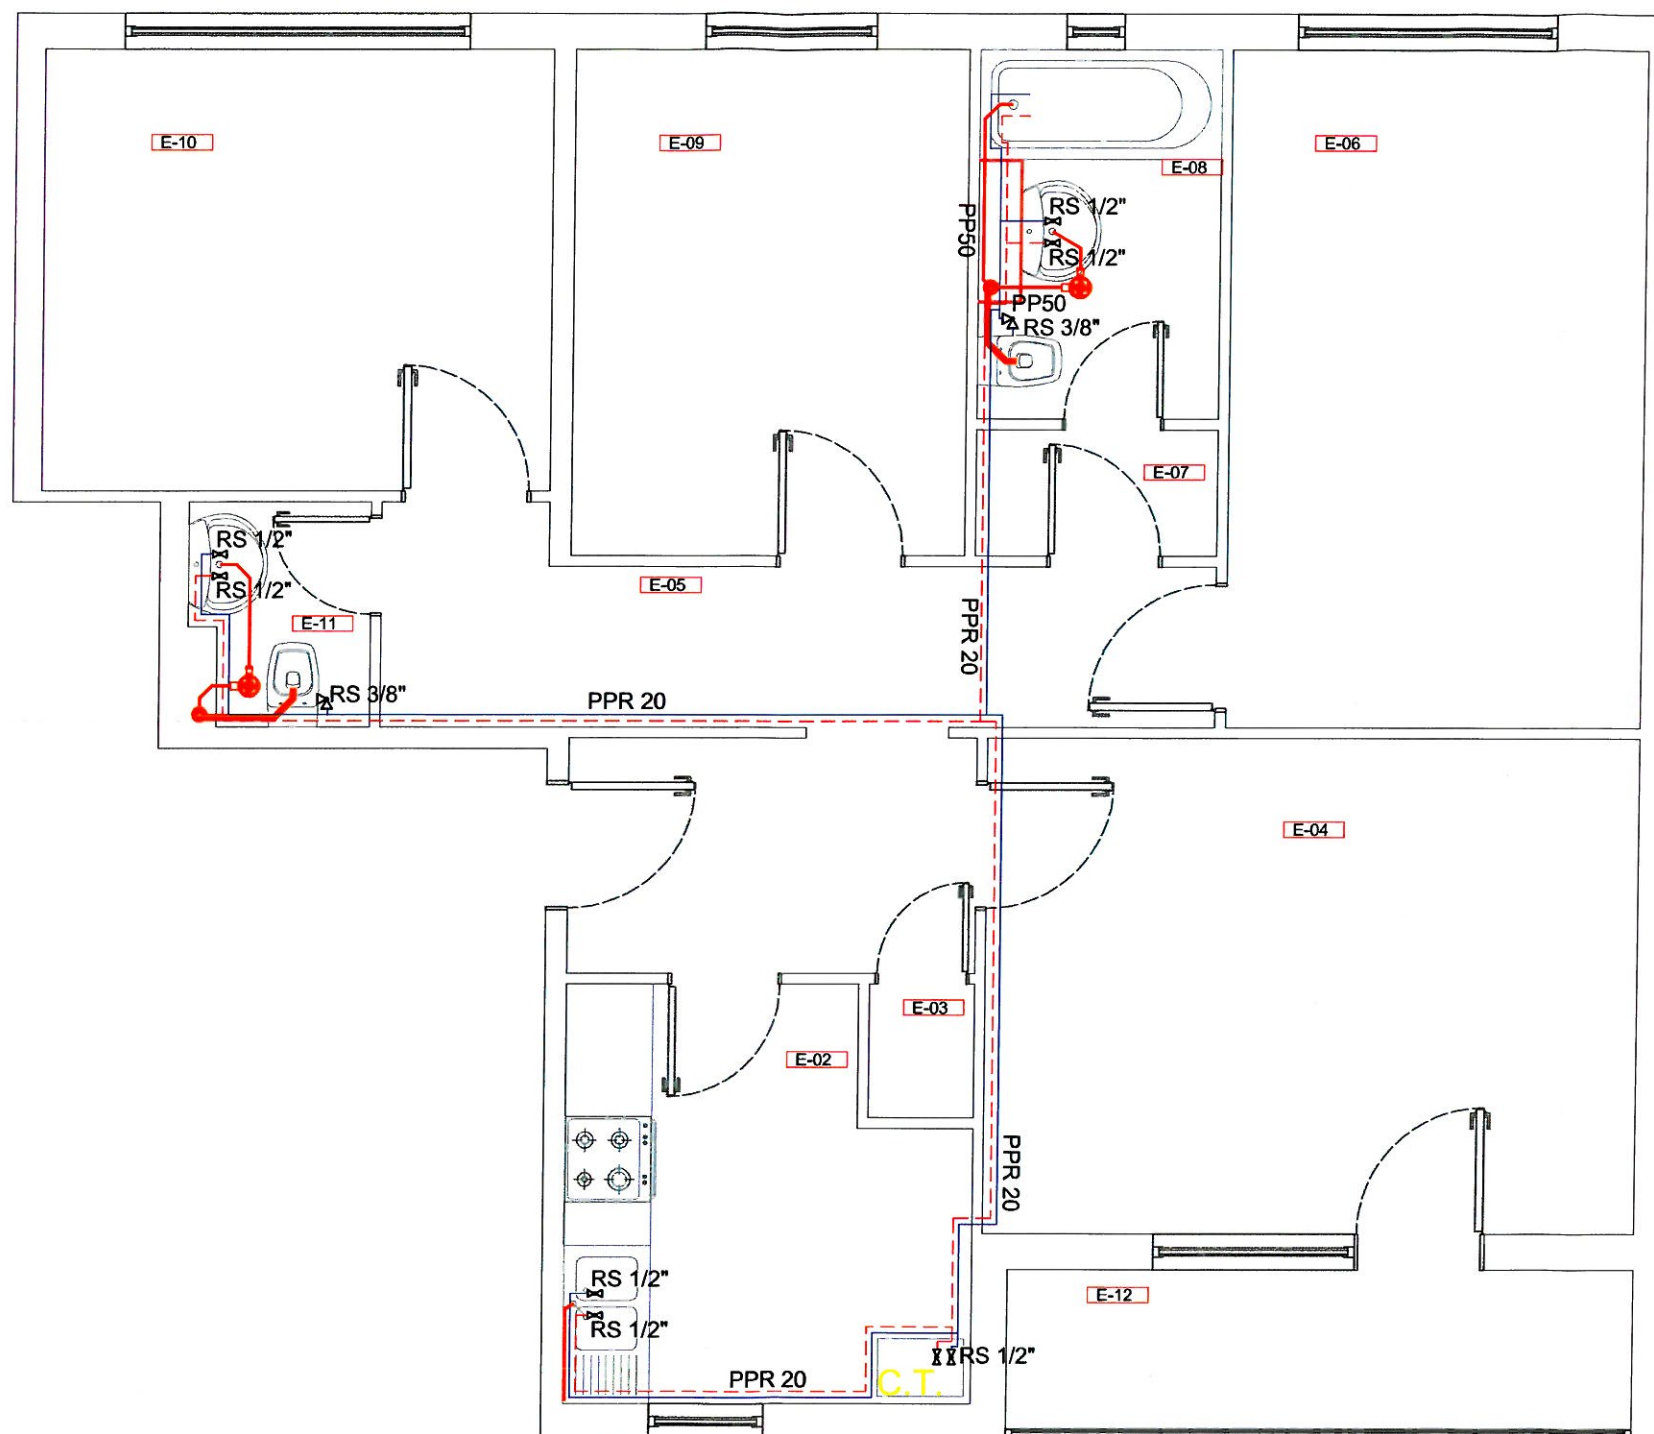 E-10
E-09
E-06
E-08
RS 1/2"
PP50
RS 1/2"
PP50
RS 3/8"
E-07
RS 1/2"
RS 1/2"
E-05
PPR 20
E-11
RS 3/8"
PPR 20
E-04
E-03
E-02
PPR 20
RS 1/2"
E-12
RS 1/2"
RS 1/2"
PPR 20
C.T.